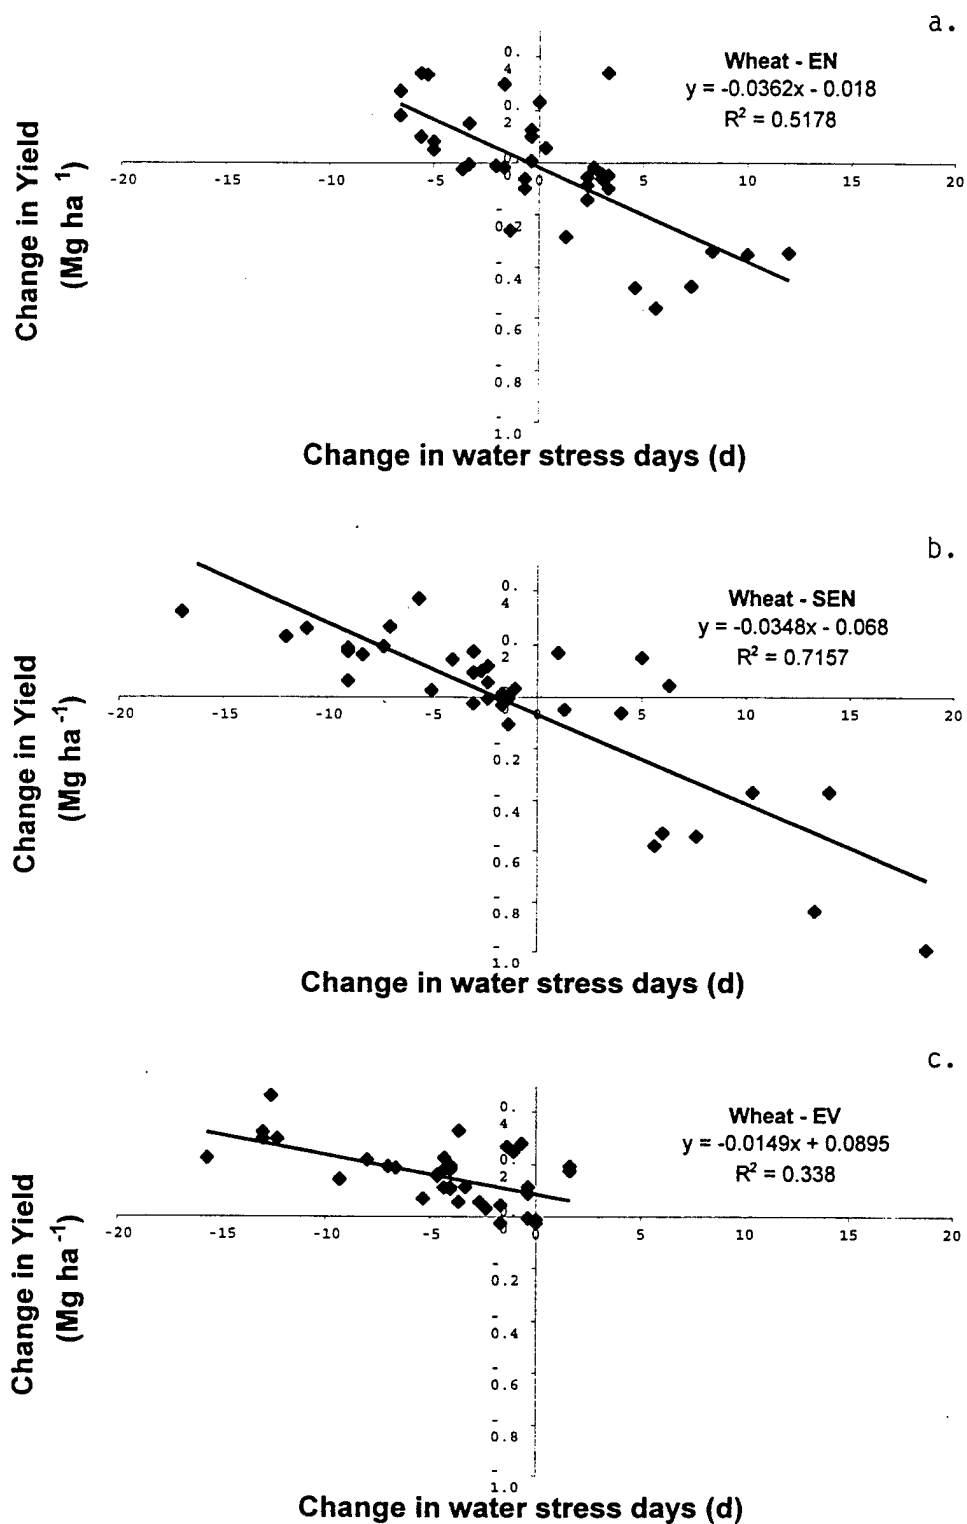 a.
0.
4
Wheat - EN
y = -0.0362x - 0.018
R² = 0.5178
0.
2
0.
0
-20 -15 -10 -5 0 5 10 15 20
-
0.2
-
0.4
-
0.6
-
0.8
-
1.0
Change in Yield
(Mg ha ¹)
Change in water stress days (d)
b.
0.
4
Wheat - SEN
y = -0.0348x - 0.068
R² = 0.7157
0.
2
-20 -15 -10 -5 0 5 10 15 20
-
0.2
-
0.4
-
0.6
-
0.8
-
1.0
Change in Yield
(Mg ha ⁻¹)
Change in water stress days (d)
c.
0.
4
Wheat - EV
y = -0.0149x + 0.0895
R² = 0.338
0.
2
-20 -15 -10 -5 0 5 10 15 20
-
0.2
-
0.4
-
0.6
-
0.8
-
1.0
Change in Yield
(Mg ha⁻¹)
Change in water stress days (d)